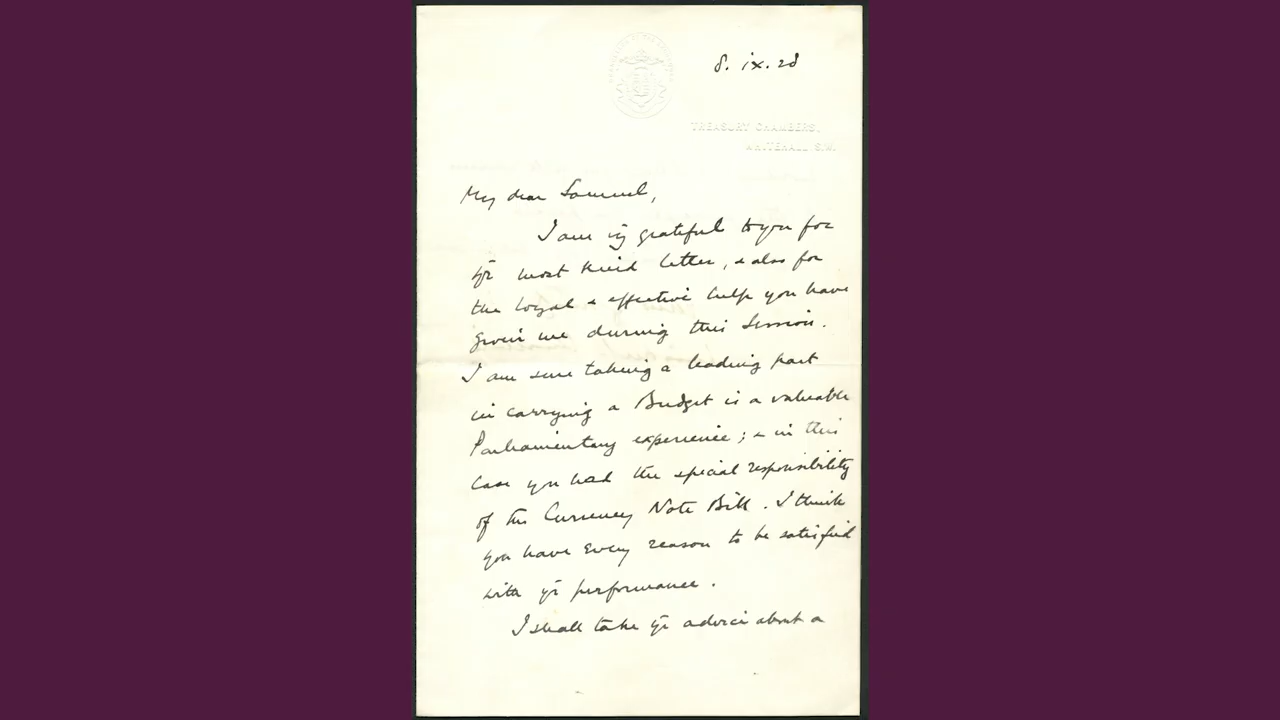 8. ix. 28
TREASURY CHAMBERS,
WHITEHALL S.W.
My dear Samuel,
I am vy grateful to you for
yr most kind letter, & also for
the loyal & effective help you have
given me during this Session.
I am sure taking a leading part
in carrying a Budget is a valuable
Parliamentary experience; & in this
case you had the special responsibility
of the Currency Note Bill. I think
you have every reason to be satisfied
with yr performance.
I shall take yr advice about a